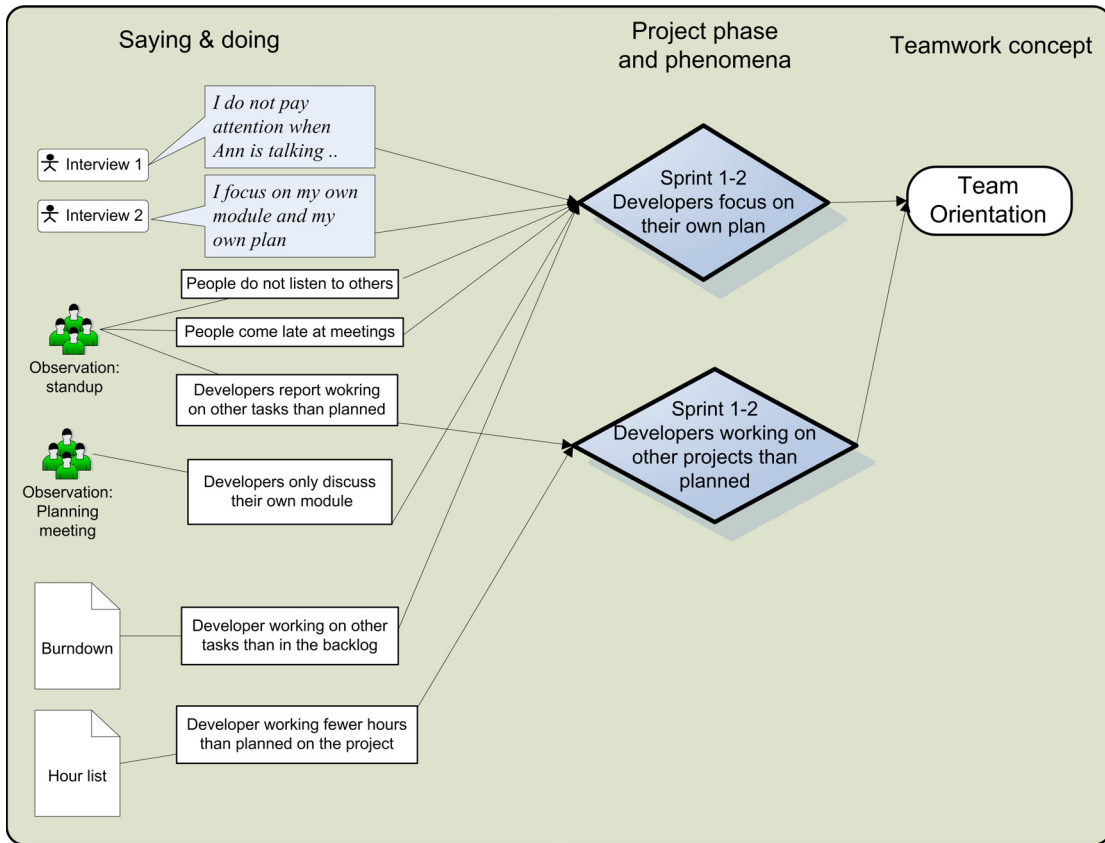 Saying & doing
Project phase
and phenomena
Teamwork concept
I do not pay
attention when
Ann is talking ..
Interview 1
I focus on my own
module and my
own plan
Interview 2
People do not listen to others
People come late at meetings
Observation:
standup
Developers report wokring
on other tasks than planned
Observation:
Planning
meeting
Developers only discuss
their own module
Burndown
Developer working on other
tasks than in the backlog
Hour list
Developer working fewer hours
than planned on the project
Sprint 1-2
Developers focus on
their own plan
Sprint 1-2
Developers working on
other projects than
planned
Team
Orientation